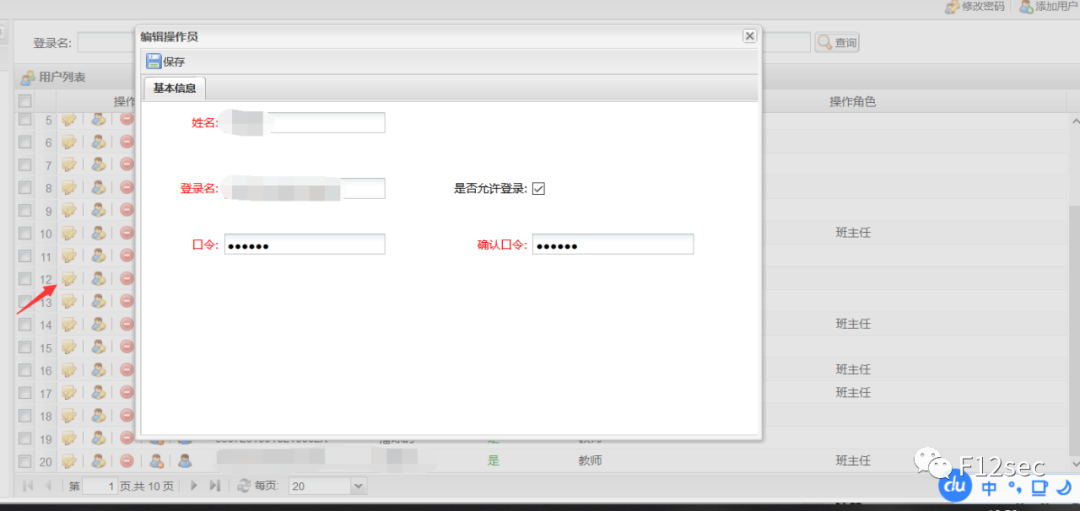 修改密码 添加用户
登录名: 查询
编辑操作员
保存
基本信息
用户列表
操作 操作角色
姓名:
登录名: 是否允许登录:
口令: ●●●●●● 确认口令: ●●●●●●
5
6
7
8
9
10 班主任
11
12
13
14 班主任
15
16 班主任
17 班主任
18
19
20 是 教师 班主任
第 1 页,共 10 页 每页: 20
F12sec
du 中